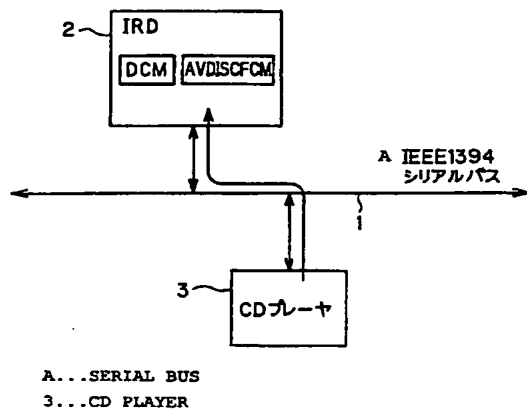 2
IRD
DCM
AVDISCFCM
A IEEE1394
シリアルバス
1
3
CDプレーヤ
A...SERIAL BUS
3...CD PLAYER